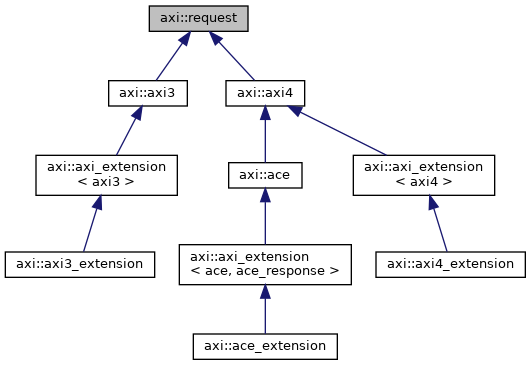 axi::request
axi::axi3
axi::axi4
axi::axi_extension
< axi3 >
axi::ace
axi::axi_extension
< axi4 >
axi::axi3_extension
axi::axi_extension
< ace, ace_response >
axi::axi4_extension
axi::ace_extension